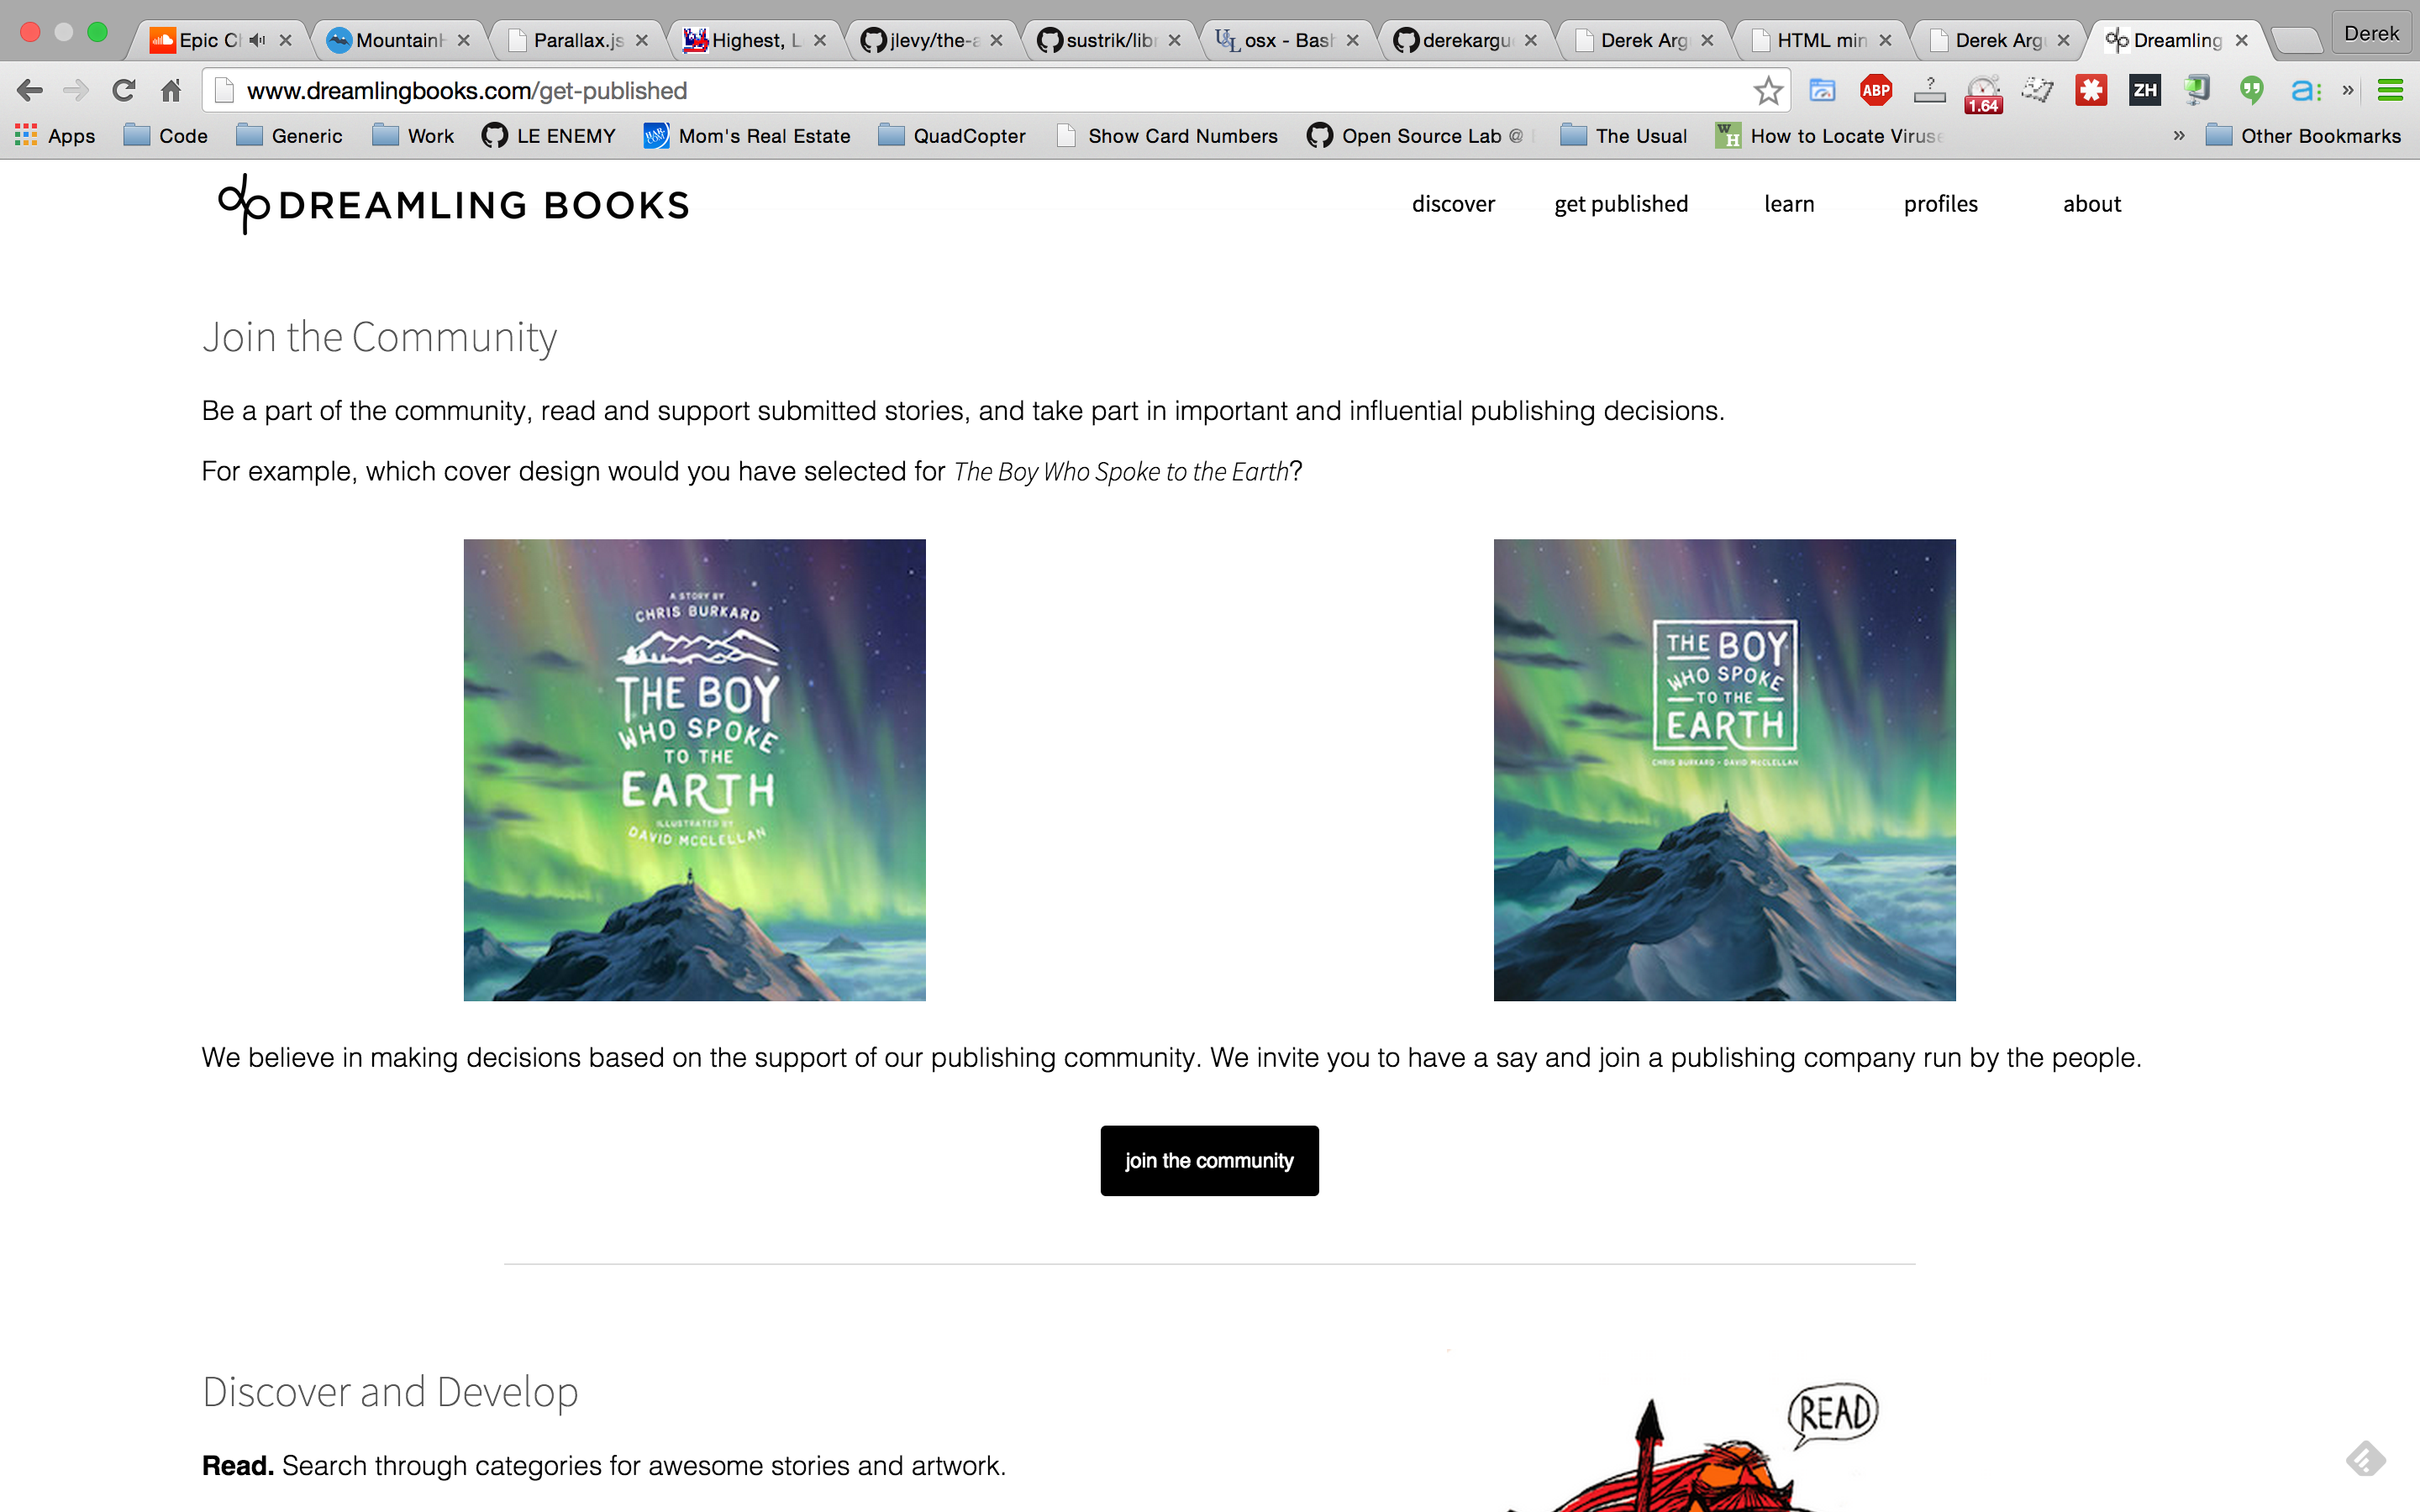 Epic Cl
MountainH
Parallax.js
Highest, L
jlevy/the-a
sustrik/libr
osx - Bash
derekargu
Derek Arg
HTML min
Derek Arg
Dreamling
Derek
www.dreamlingbooks.com/get-published
ABP
1.64
ZH
a:
Apps
Code
Generic
Work
LE ENEMY
Mom's Real Estate
QuadCopter
Show Card Numbers
Open Source Lab @
The Usual
How to Locate Viruse
Other Bookmarks
DREAMLING BOOKS
discover
get published
learn
profiles
about
Join the Community
Be a part of the community, read and support submitted stories, and take part in important and influential publishing decisions.
For example, which cover design would you have selected for The Boy Who Spoke to the Earth?
A STORY BY
CHRIS BURKARD
THE BOY
WHO SPOKE
TO THE
EARTH
ILLUSTRATED BY
DAVID MCCLELLAN
THE BOY
WHO SPOKE
TO THE
EARTH
CHRIS BURKARD - DAVID McCLELLAN
We believe in making decisions based on the support of our publishing community. We invite you to have a say and join a publishing company run by the people.
join the community
Discover and Develop
READ
Read. Search through categories for awesome stories and artwork.